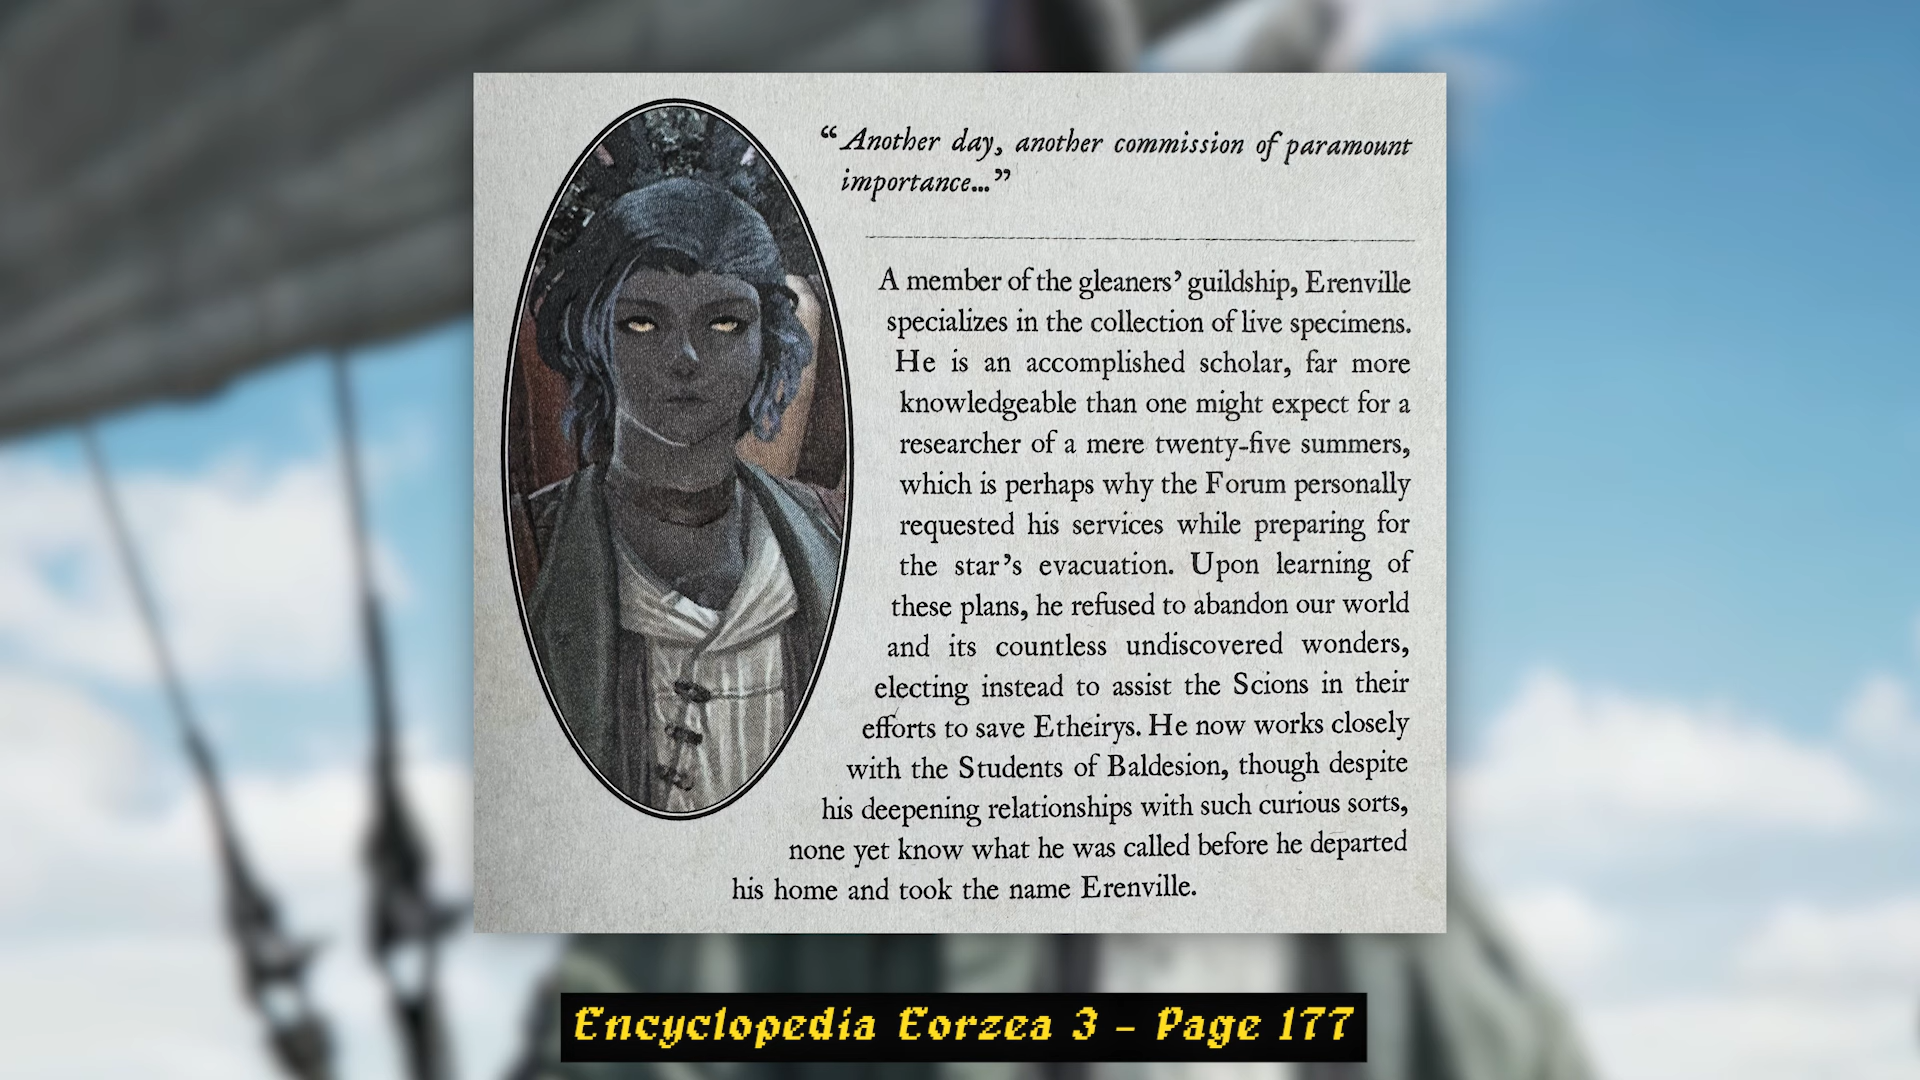 “Another day, another commission of paramount
importance...”
A member of the gleaners’ guildship, Erenville
specializes in the collection of live specimens.
He is an accomplished scholar, far more
knowledgeable than one might expect for a
researcher of a mere twenty-five summers,
which is perhaps why the Forum personally
requested his services while preparing for
the star’s evacuation. Upon learning of
these plans, he refused to abandon our world
and its countless undiscovered wonders,
electing instead to assist the Scions in their
efforts to save Etheirys. He now works closely
with the Students of Baldesion, though despite
his deepening relationships with such curious sorts,
none yet know what he was called before he departed
his home and took the name Erenville.
Encyclopedia Eorzea 3 - Page 177